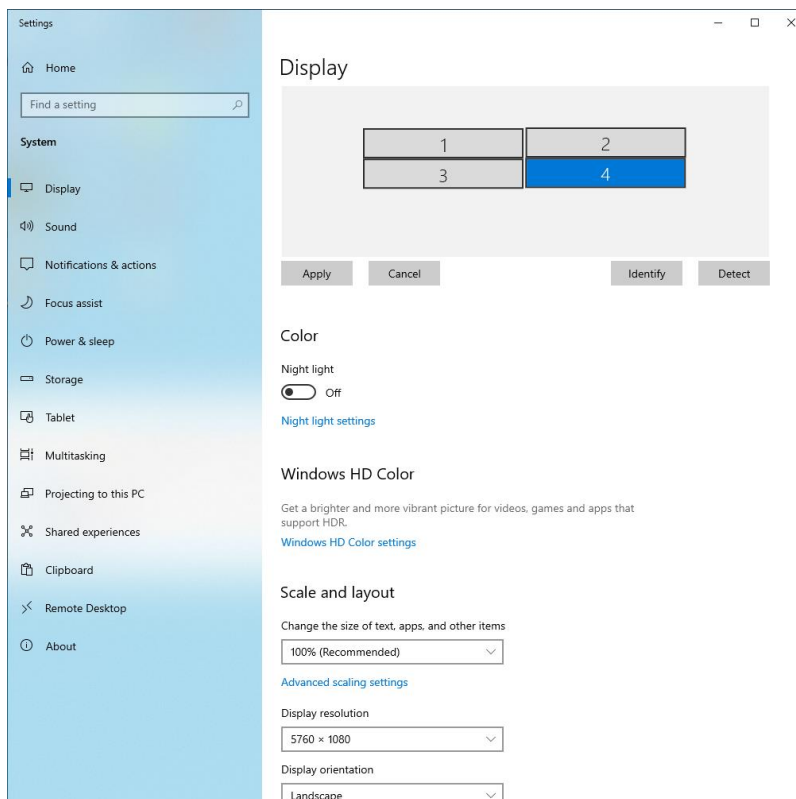 Settings
Home
Find a setting
System
Display
Sound
Notifications & actions
Focus assist
Power & sleep
Storage
Tablet
Multitasking
Projecting to this PC
Shared experiences
Clipboard
Remote Desktop
About
Display
1 2
3 4
Apply Cancel Identify Detect
Color
Night light
Off
Night light settings
Windows HD Color
Get a brighter and more vibrant picture for videos, games and apps that
support HDR.
Windows HD Color settings
Scale and layout
Change the size of text, apps, and other items
100% (Recommended)
Advanced scaling settings
Display resolution
5760 × 1080
Display orientation
Landscape